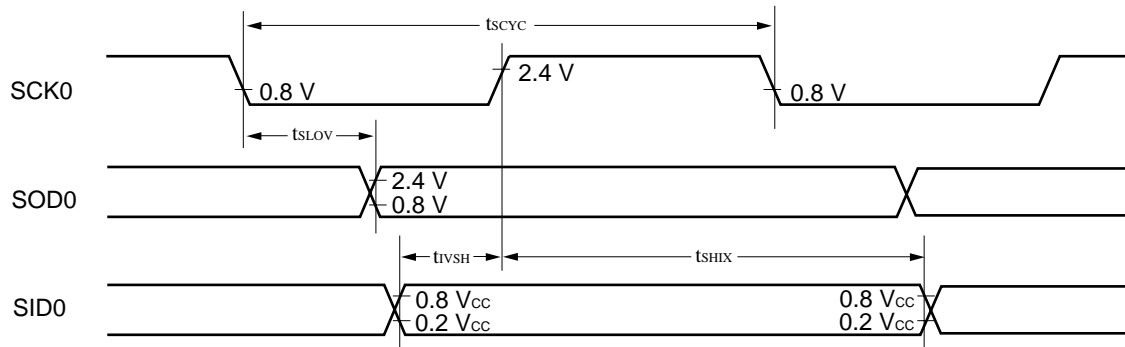 tSCYC
SCK0
0.8 V
2.4 V
0.8 V
tSLOV
SOD0
2.4 V
0.8 V
tIVSH
tSHIX
SID0
0.8 VCC
0.2 VCC
0.8 VCC
0.2 VCC